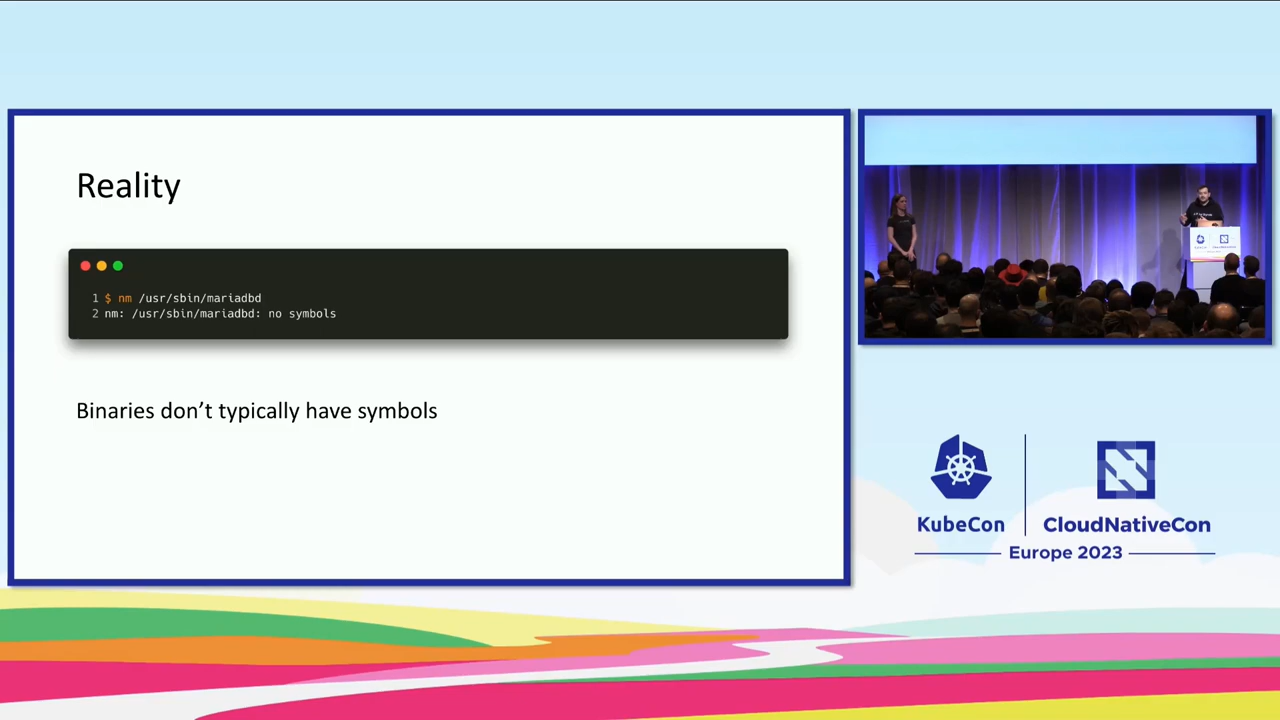 Reality
1 $ nm /usr/sbin/mariadbd
2 nm: /usr/sbin/mariadbd: no symbols
Binaries don’t typically have symbols
KubeCon
CloudNativeCon
Europe 2023